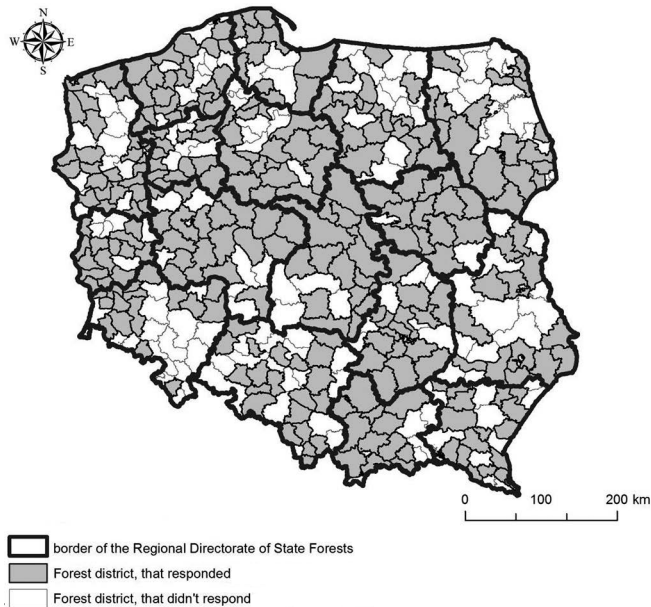 N
W E
S
0 100 200 km
border of the Regional Directorate of State Forests
Forest district, that responded
Forest district, that didn't respond